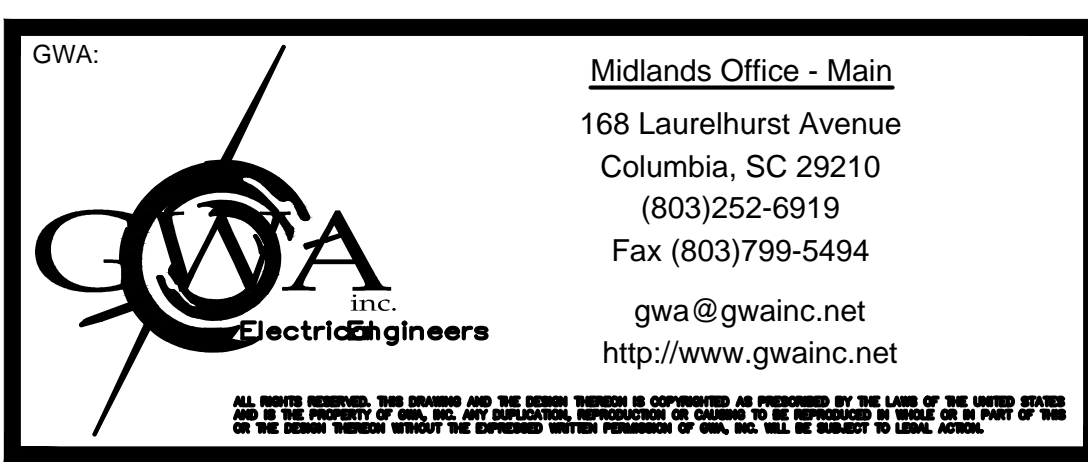 GWA:
GWA
inc.
Electrical Engineers
Midlands Office - Main
168 Laurelhurst Avenue
Columbia, SC 29210
(803)252-6919
Fax (803)799-5494
gwa@gwainc.net
http://www.gwainc.net
ALL RIGHTS RESERVED. THIS DRAWING AND THE DESIGN THEREON IS COPYRIGHTED AS PRESCRIBED BY THE LAWS OF THE UNITED STATES
AND IS THE PROPERTY OF GWA, INC. ANY DUPLICATION, REPRODUCTION OR CAUSING TO BE REPRODUCED IN WHOLE OR IN PART OF THIS
OR THE DESIGN THEREON WITHOUT THE EXPRESSED WRITTEN PERMISSION OF GWA, INC. WILL BE SUBJECT TO LEGAL ACTION.